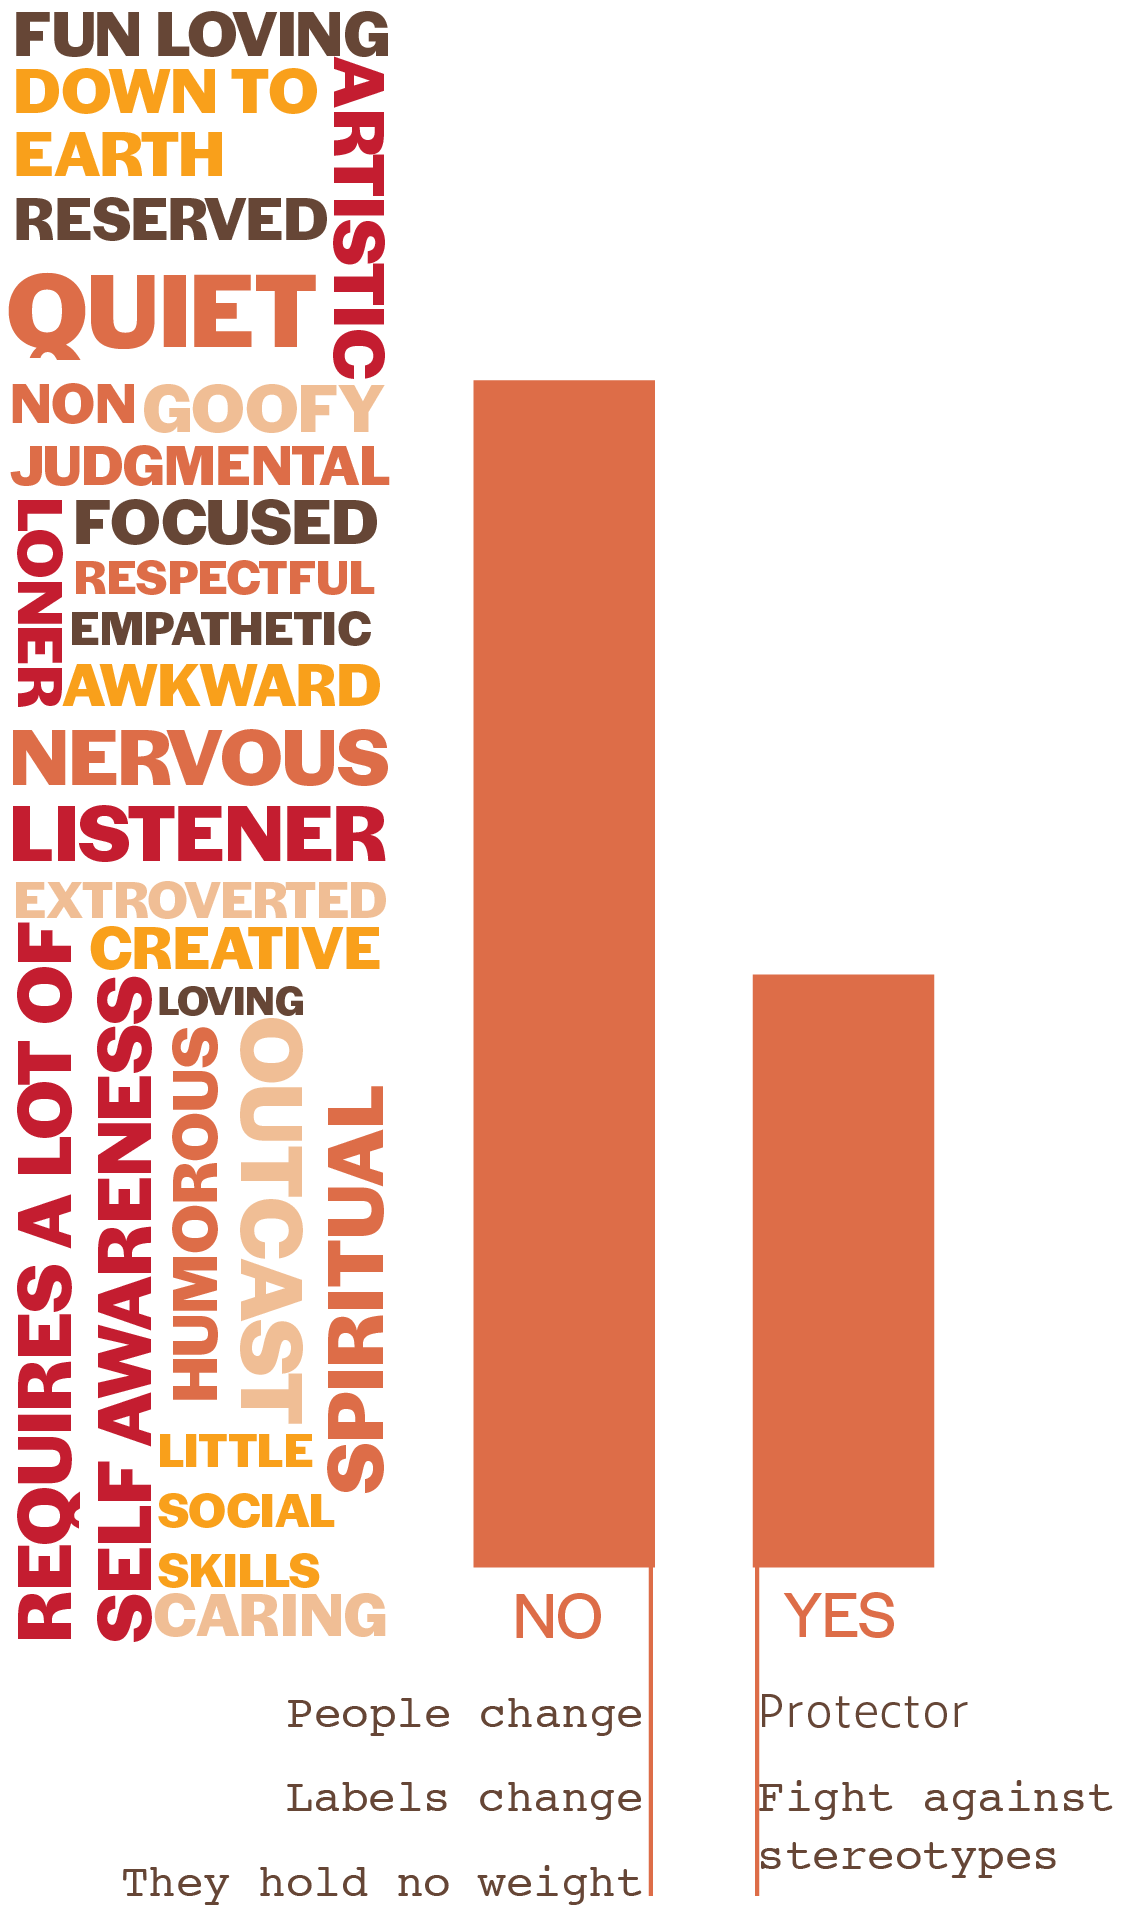 FUN LOVING
DOWN TO
EARTH
ARTISTIC
RESERVED
QUIET
NON
GOOFY
JUDGMENTAL
LONER
FOCUSED
RESPECTFUL
EMPATHETIC
AWKWARD
NERVOUS
LISTENER
EXTROVERTED
CREATIVE
REQUIRES A LOT OF
SELF AWARENESS
LOVING
HUMOROUS
OUTCAST
SPIRITUAL
LITTLE
SOCIAL
SKILLS
CARING
NO
People change
Labels change
They hold no weight
YES
Protector
Fight against
stereotypes